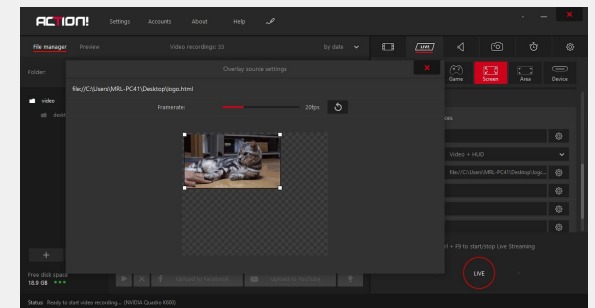 ACTION!
Settings
Accounts
About
Help
File manager
Preview
Video recordings: 33
by date
LIVE
Folder:
Overlay source settings
Game
Screen
Area
Device
file://C:\Users\MRL-PC41\Desktop\logo.html
video
Framerate:
20fps
Video + HUD
file://C:\Users\MRL-PC41\Desktop\logo...
+ F9 to start/stop Live Streaming
Free disk space
18.9 GB
Upload to Facebook
Upload to YouTube
LIVE
Status: Ready to start video recording... (NVIDIA Quadro K600)